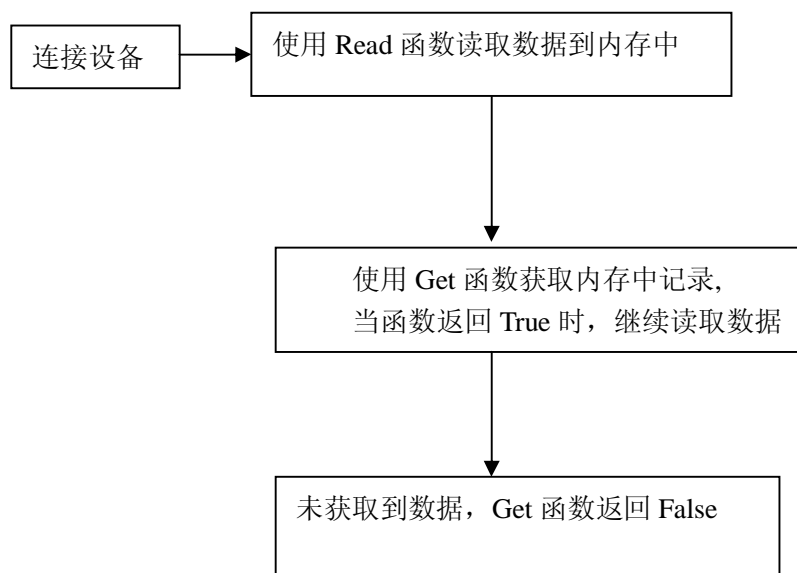 连接设备
使用 Read 函数读取数据到内存中
使用 Get 函数获取内存中记录,
当函数返回 True 时，继续读取数据
未获取到数据，Get 函数返回 False